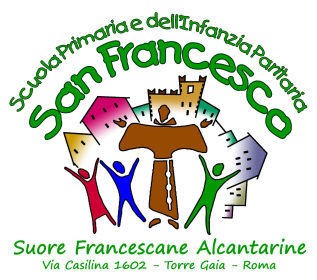 Scuola Primaria e dell'Infanzia Paritaria
San Francesco
Suore Francescane Alcantarine
Via Casilina 1602 - Torre Gaia - Roma